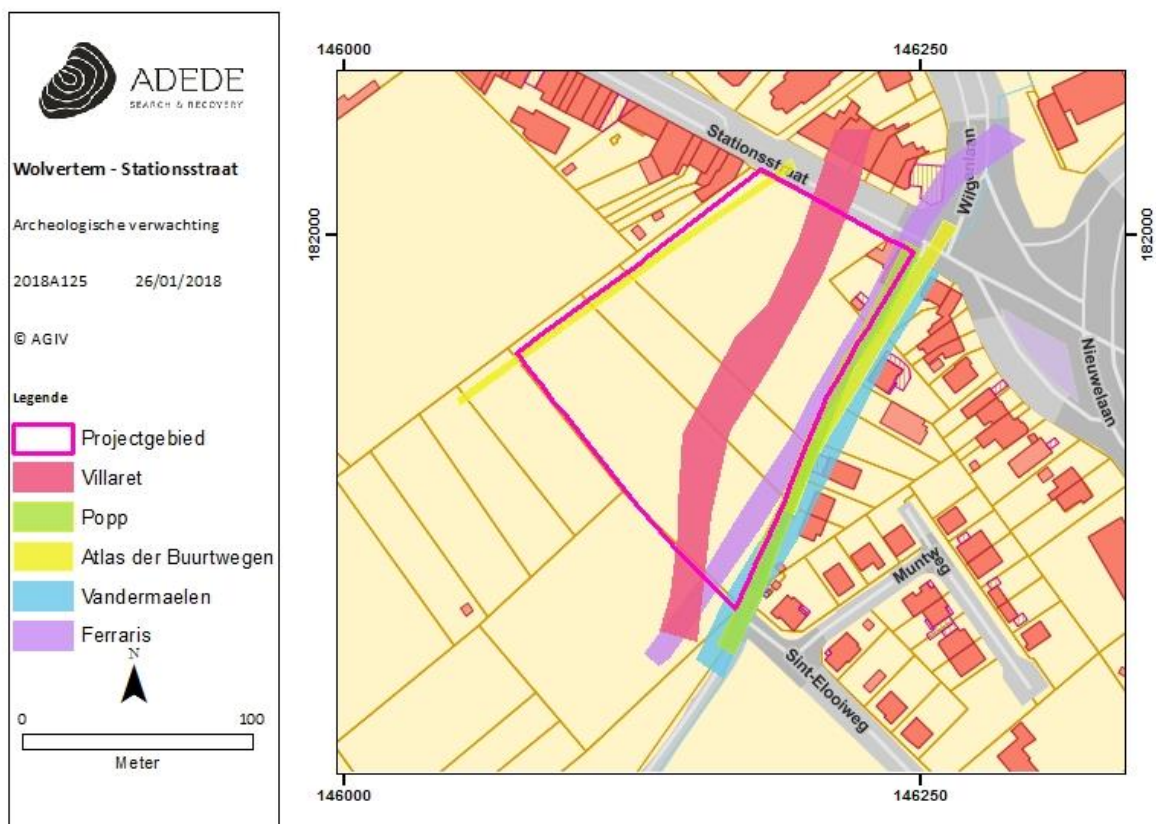 ADEDE
SEARCH & RECOVERY
Wolvertem - Stationsstraat
Archeologische verwachting
2018A125 26/01/2018
© AGIV
Legende
Projectgebied
Villaret
Popp
Atlas der Buurtwegen
Vandermaelen
Ferraris
N
0 100
Meter
146000 146250
182000 182000
Stationsstraat
Wilgenlaan
Nieuwelaan
Muntweg
Sint-Elooiweg
146000 146250